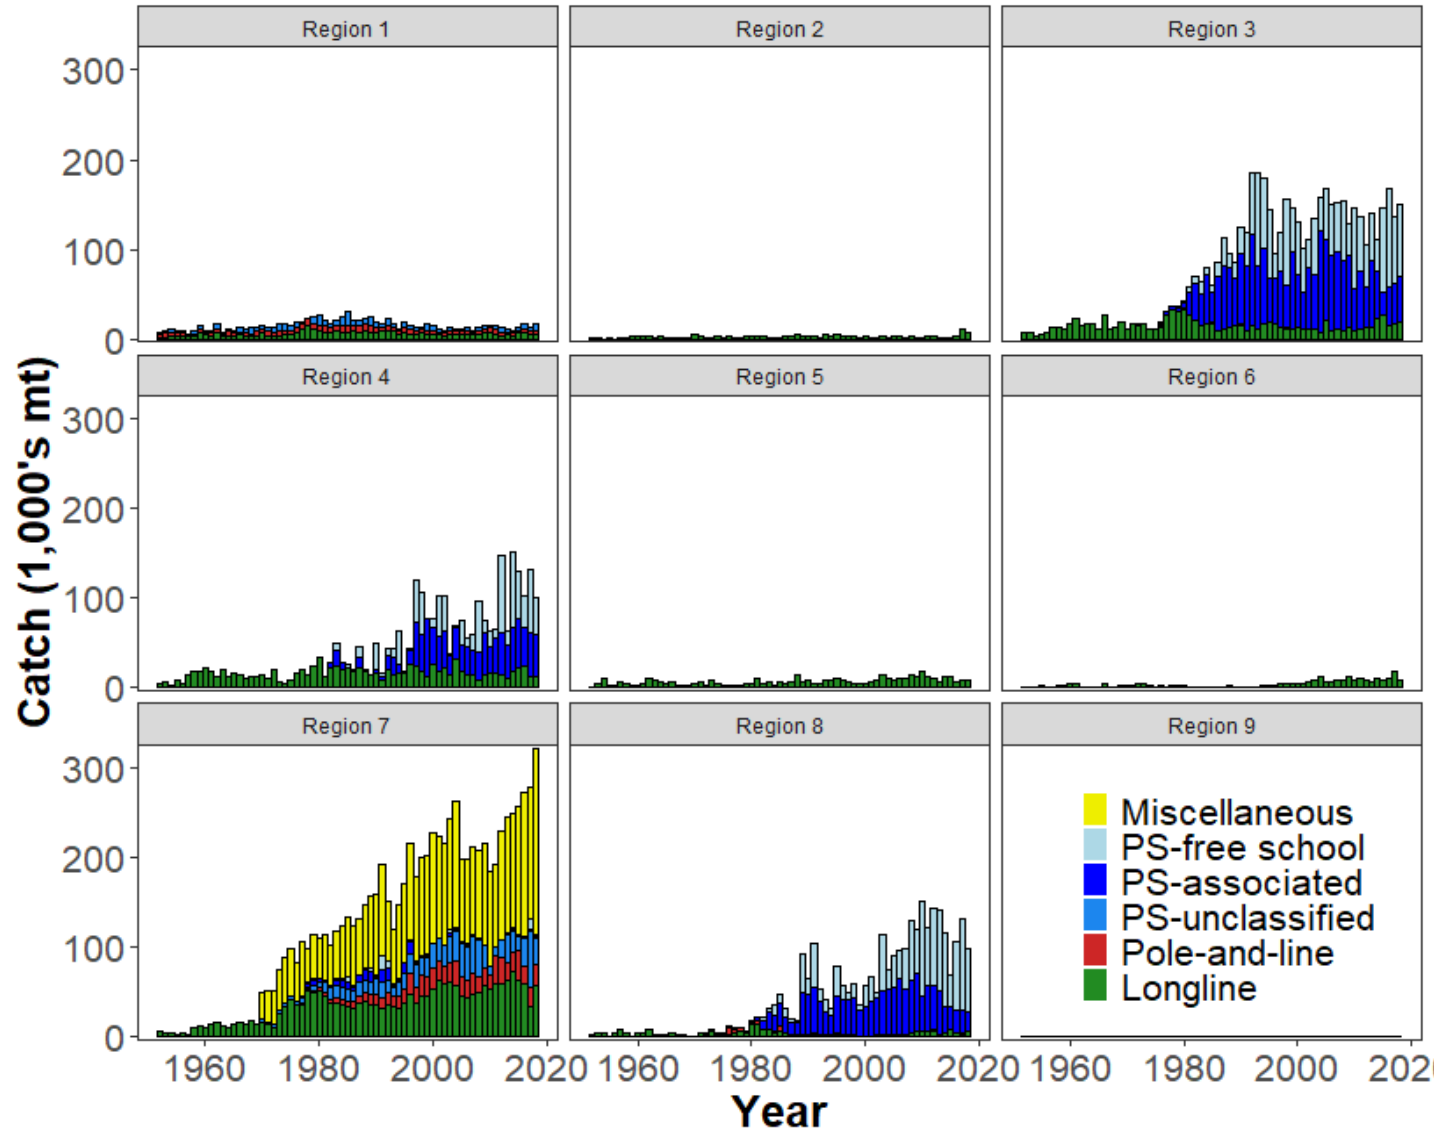 Region 1
Region 2
Region 3
300
200
100
0
Region 4
Region 5
Region 6
300
200
100
0
Catch (1,000's mt)
Region 7
Region 8
Region 9
300
200
100
0
Miscellaneous
PS-free school
PS-associated
PS-unclassified
Pole-and-line
Longline
1960 1980 2000 2020 1960 1980 2000 2020 1960 1980 2000 202
Year